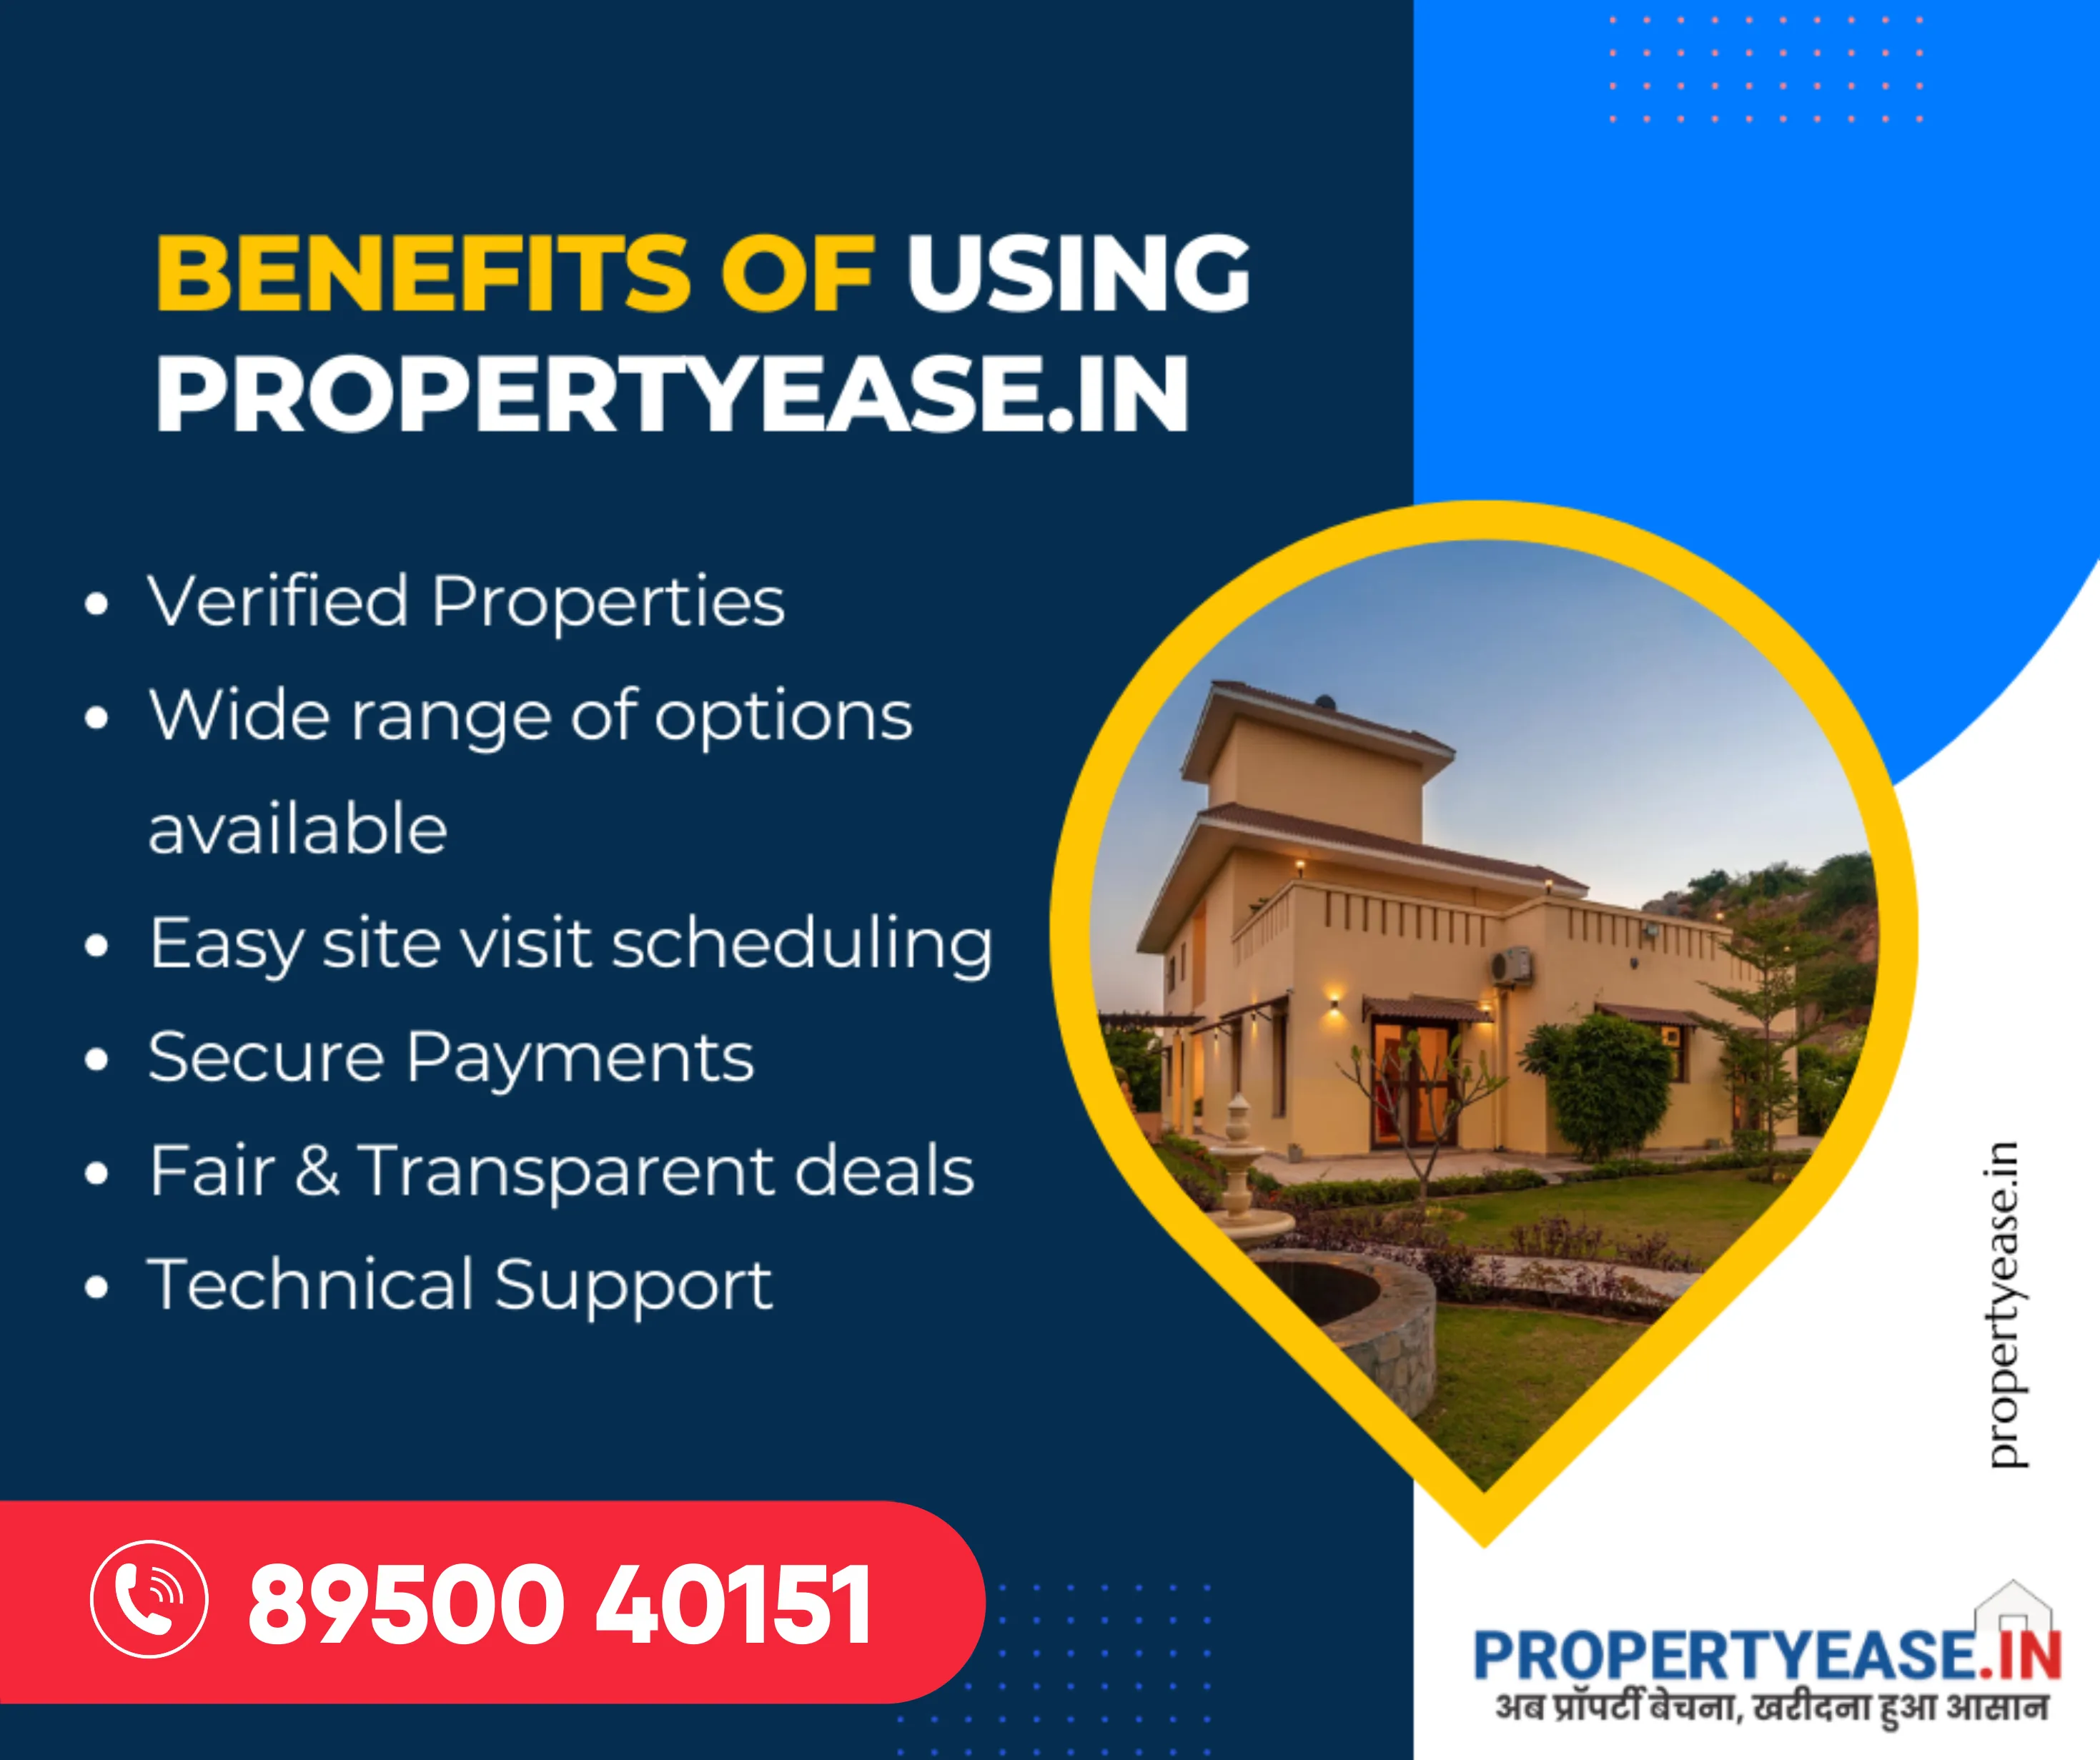 BENEFITS OF USING
PROPERTYEASE.IN
• Verified Properties
• Wide range of options
available
• Easy site visit scheduling
• Secure Payments
• Fair & Transparent deals
• Technical Support
89500 40151
propertyease.in
PROPERTYEASE.IN
अब प्रॉपर्टी बेचना, खरीदना हुआ आसान